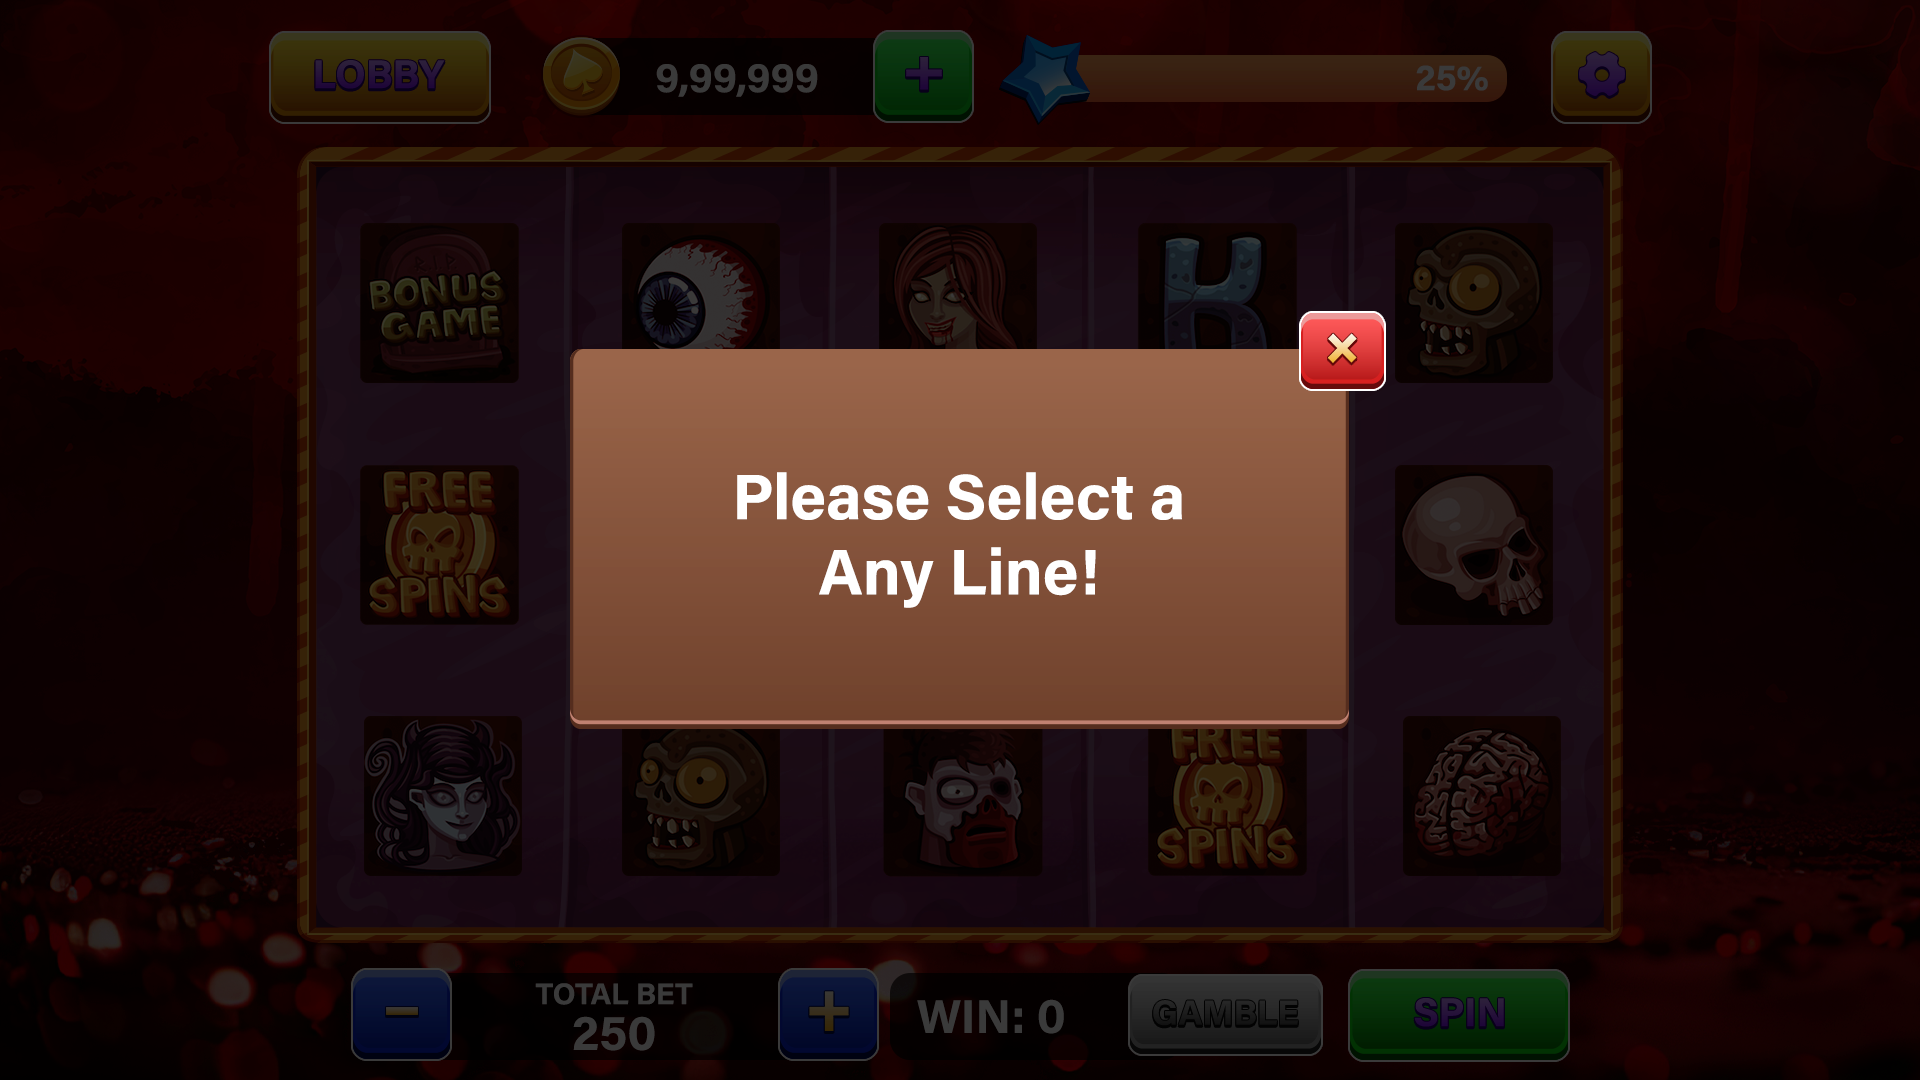 LOBBY
9,99,999
+
25%
BONUS
GAME
K
FREE
SPINS
Please Select a
Any Line!
FREE
SPINS
TOTAL BET
250
WIN: 0
GAMBLE
SPIN